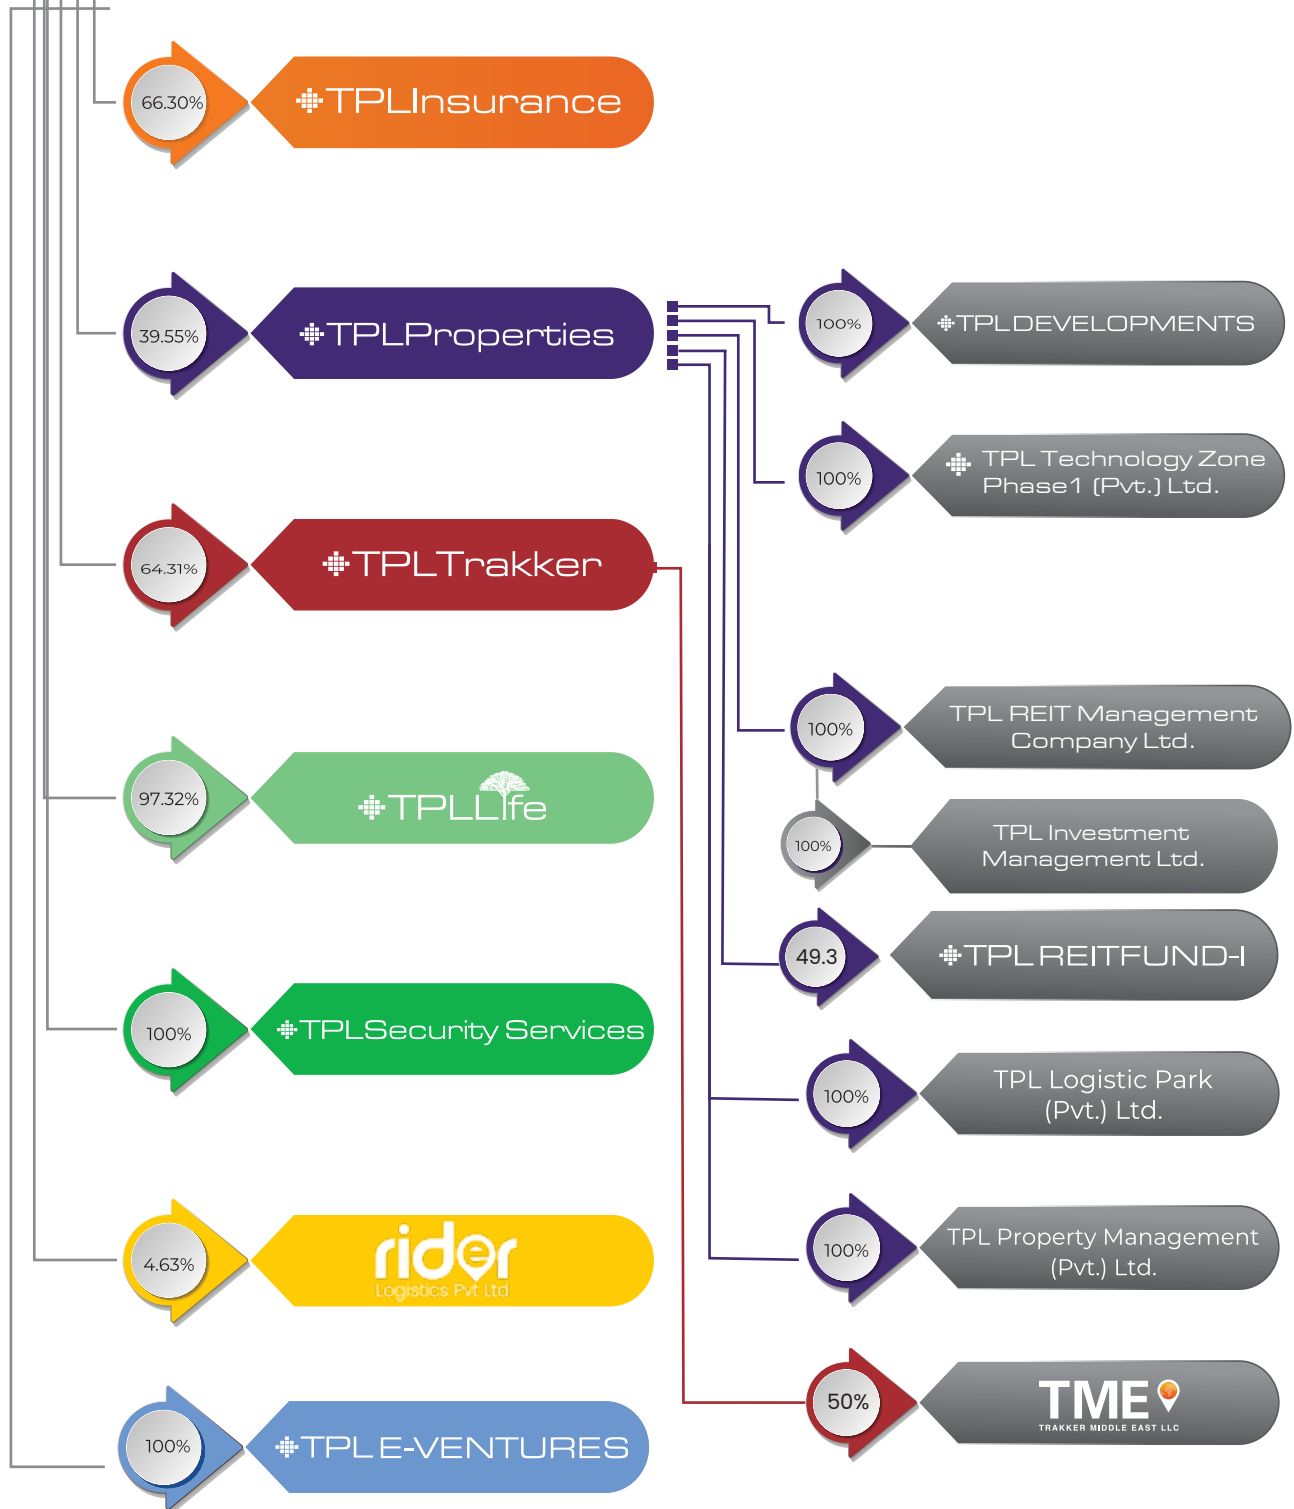 66.30%
TPLInsurance
39.55%
TPLProperties
100%
TPL DEVELOPMENTS
100%
TPL Technology Zone
Phase1 (Pvt.) Ltd.
64.31%
TPLTrakker
100%
TPL REIT Management
Company Ltd.
97.32%
TPLLife
100%
TPL Investment
Management Ltd.
49.3
TPL REITFUND-I
100%
TPLSecurity Services
100%
TPL Logistic Park
(Pvt.) Ltd.
4.63%
rider
Logistics Pvt Ltd
100%
TPL Property Management
(Pvt.) Ltd.
50%
TME
TRAKKER MIDDLE EAST LLC
100%
TPL E-VENTURES